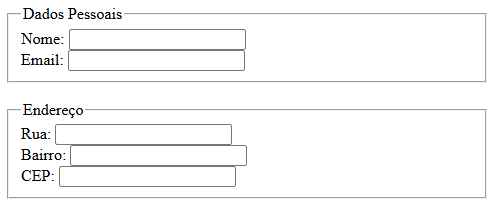 Dados Pessoais
Nome:
Email:
Endereço
Rua:
Bairro:
CEP: